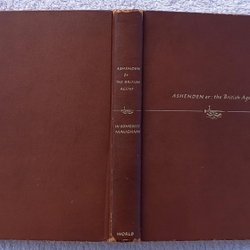 ASHENDEN
or
THE BRITISH
AGENT
W. SOMERSET
MAUGHAM
WORLD
ASHENDEN or: the British Agent